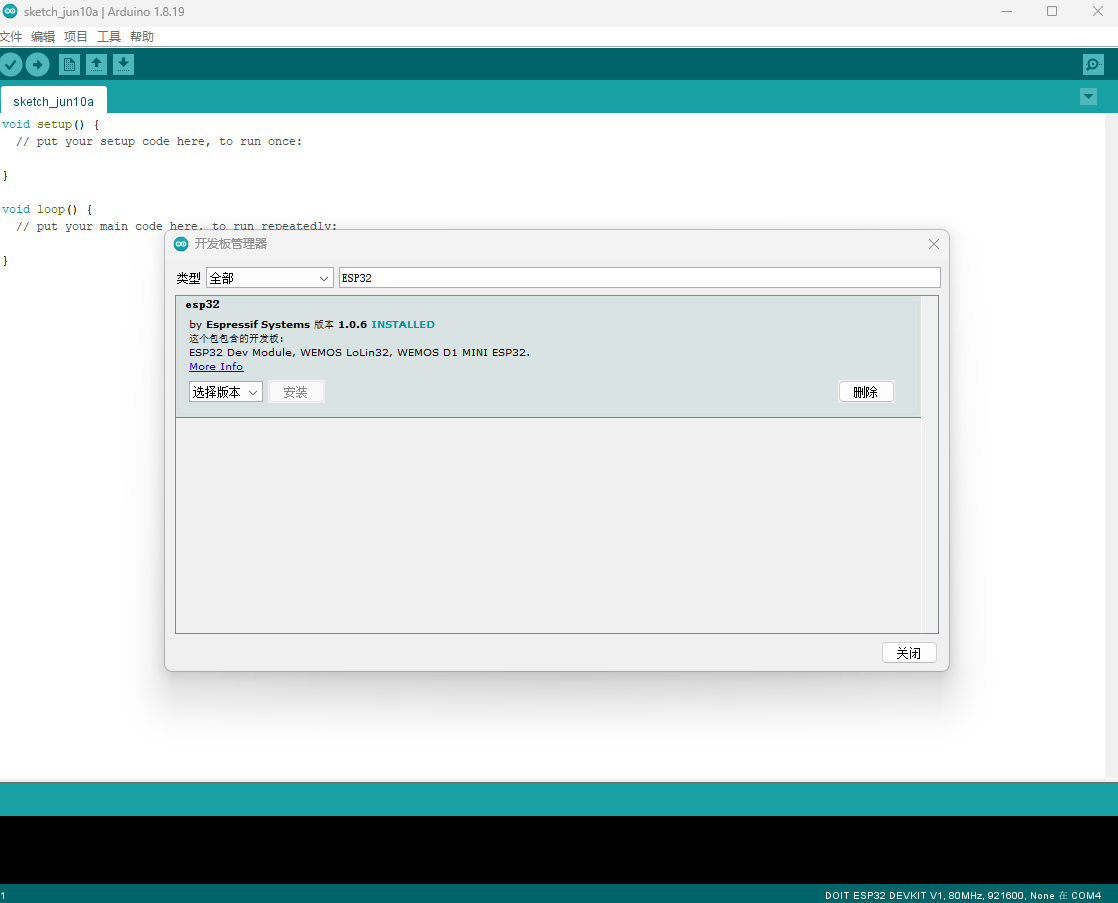 sketch_jun10a | Arduino 1.8.19
文件 编辑 项目 工具 帮助
sketch_jun10a
void setup() {
// put your setup code here, to run once:
}
void loop() {
// put your main code here, to run repeatedly:
}
开发板管理器
类型 全部 ESP32
esp32
by Espressif Systems 版本 1.0.6 INSTALLED
这个包包含的开发板:
ESP32 Dev Module, WEMOS LoLin32, WEMOS D1 MINI ESP32.
More Info
选择版本 安装 删除
关闭
1 DOIT ESP32 DEVKIT V1, 80MHz, 921600, None 在 COM4